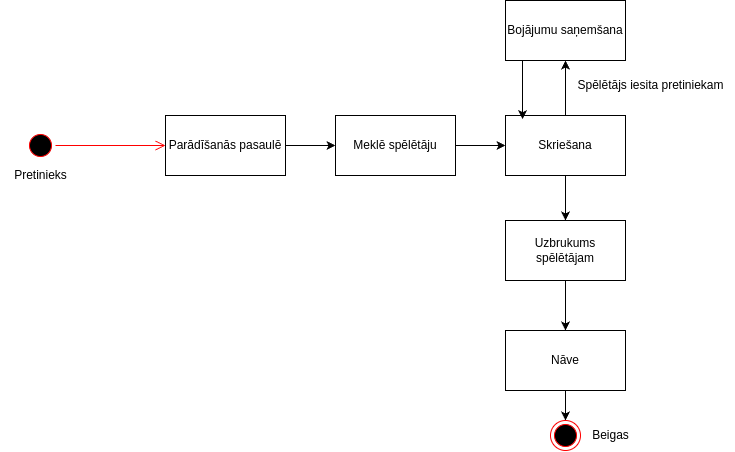 Bojājumu saņemšana
Spēlētājs iesita pretiniekam
Parādīšanās pasaulē
Meklē spēlētāju
Skriešana
Pretinieks
Uzbrukums
spēlētājam
Nāve
Beigas